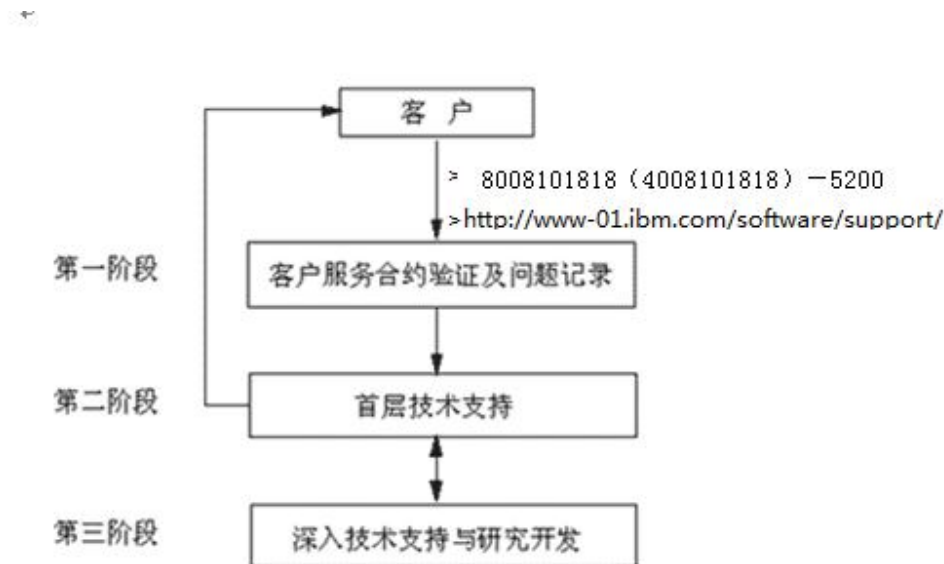 客 户
> 8008101818（4008101818）－5200
>http://www-01.ibm.com/software/support/
第一阶段
客户服务合约验证及问题记录
第二阶段
首层技术支持
第三阶段
深入技术支持与研究开发